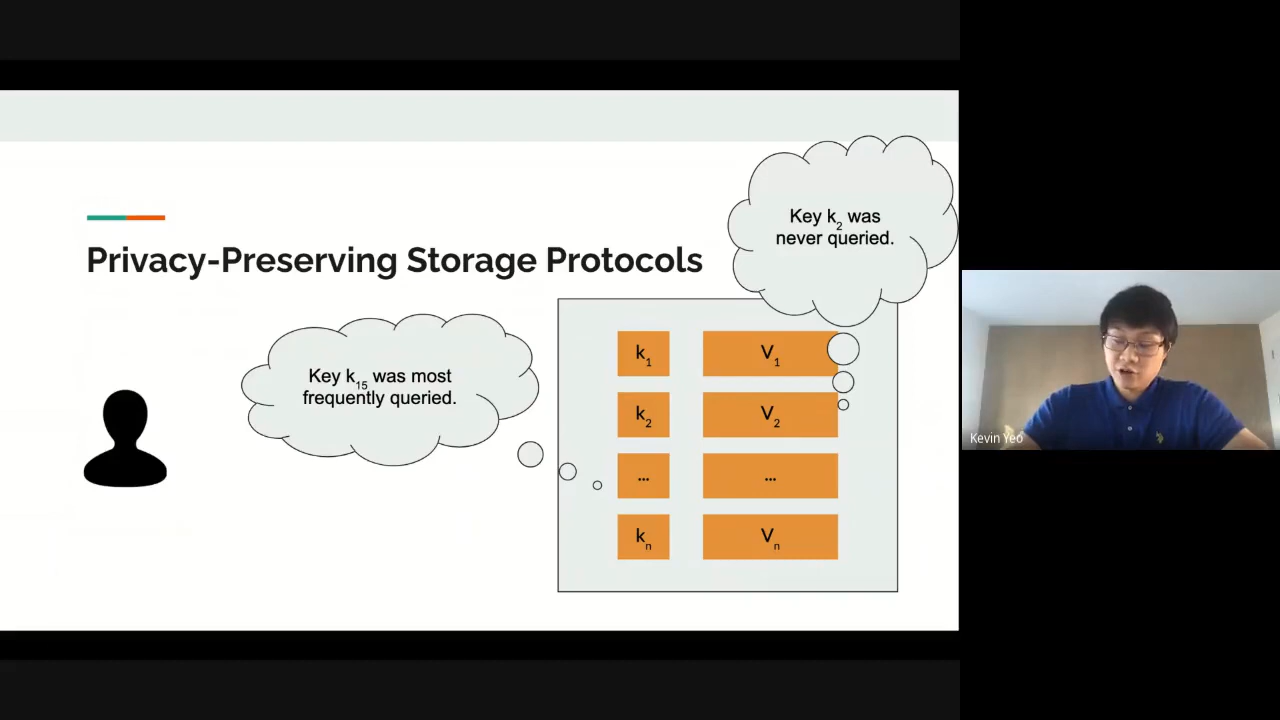 Key k2 was
never queried.
Privacy-Preserving Storage Protocols
Key k15 was most
frequently queried.
k1 V1
k2 V2
... ...
kn Vn
Kevin Yeo